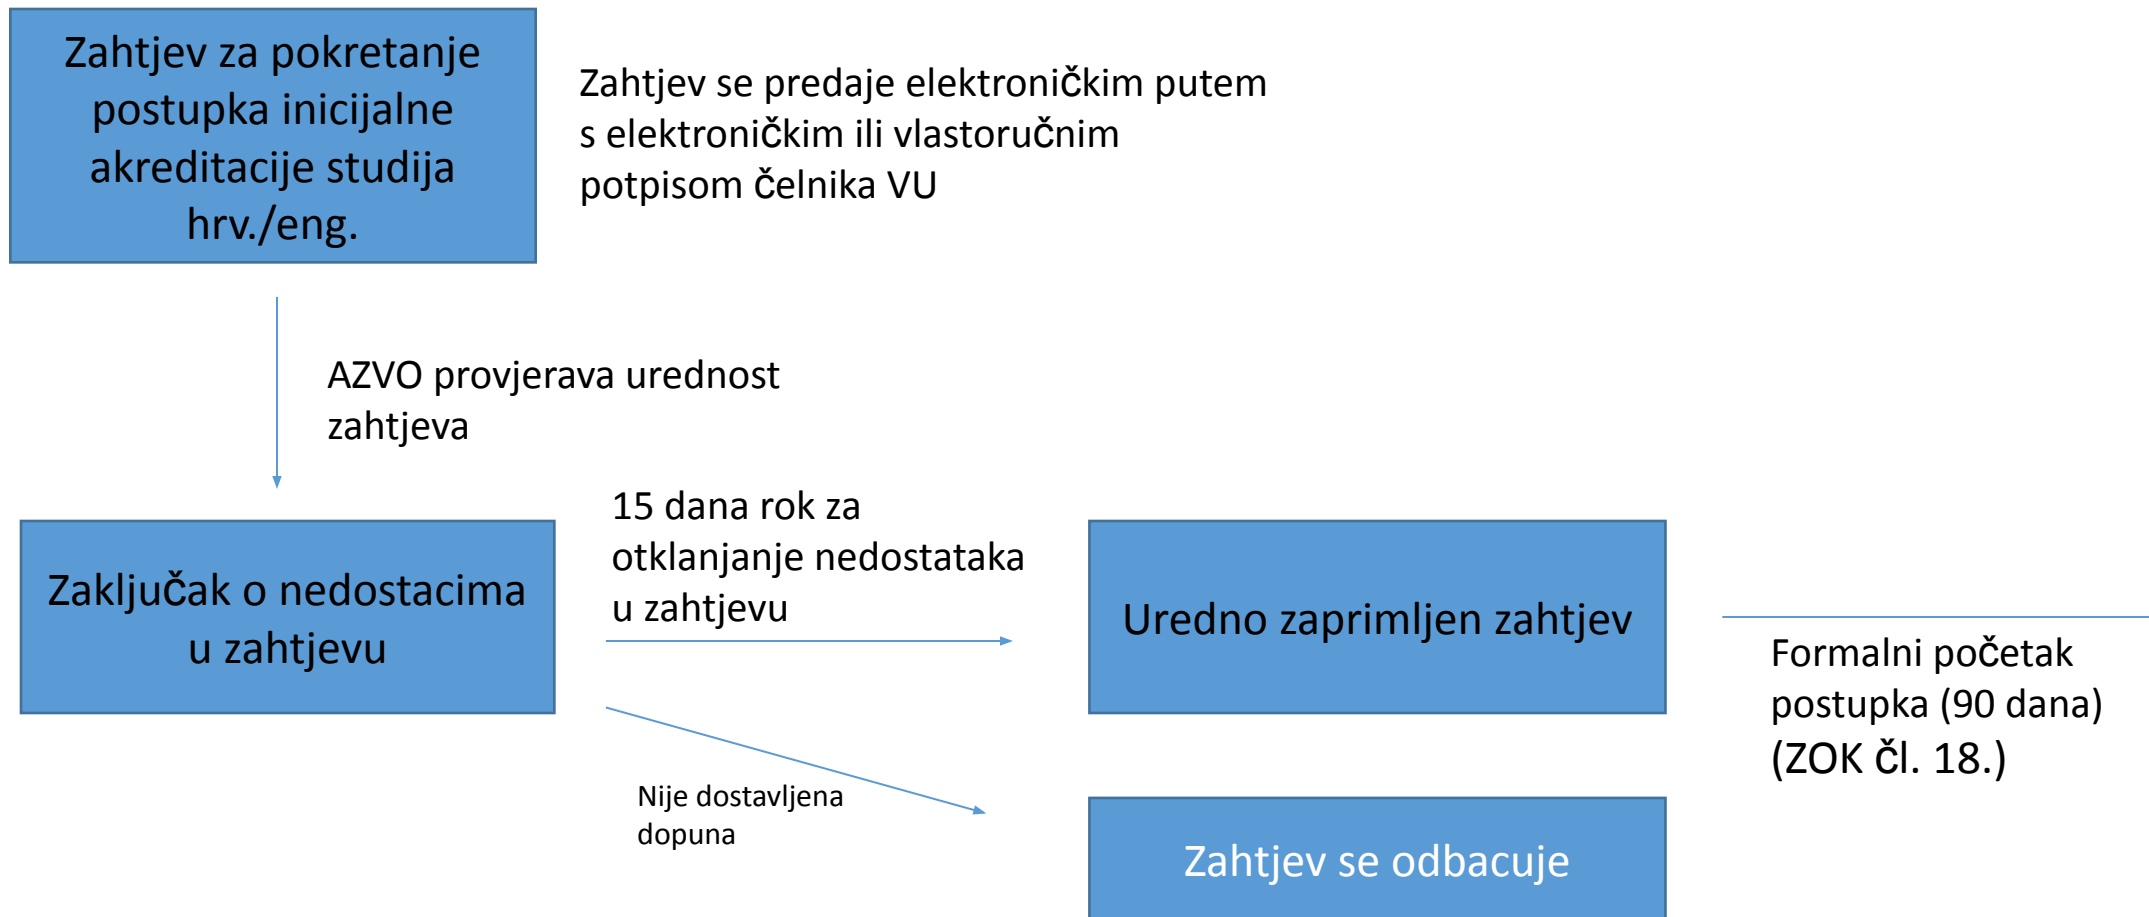 Zahtjev za pokretanje
postupka inicijalne
akreditacije studija
hrv./eng.
Zahtjev se predaje elektroničkim putem
s elektroničkim ili vlastoručnim
potpisom čelnika VU
AZVO provjerava urednost
zahtjeva
Zaključak o nedostacima
u zahtjevu
15 dana rok za
otklanjanje nedostataka
u zahtjevu
Uredno zaprimljen zahtjev
Formalni početak
postupka (90 dana)
(ZOK čl. 18.)
Nije dostavljena
dopuna
Zahtjev se odbacuje